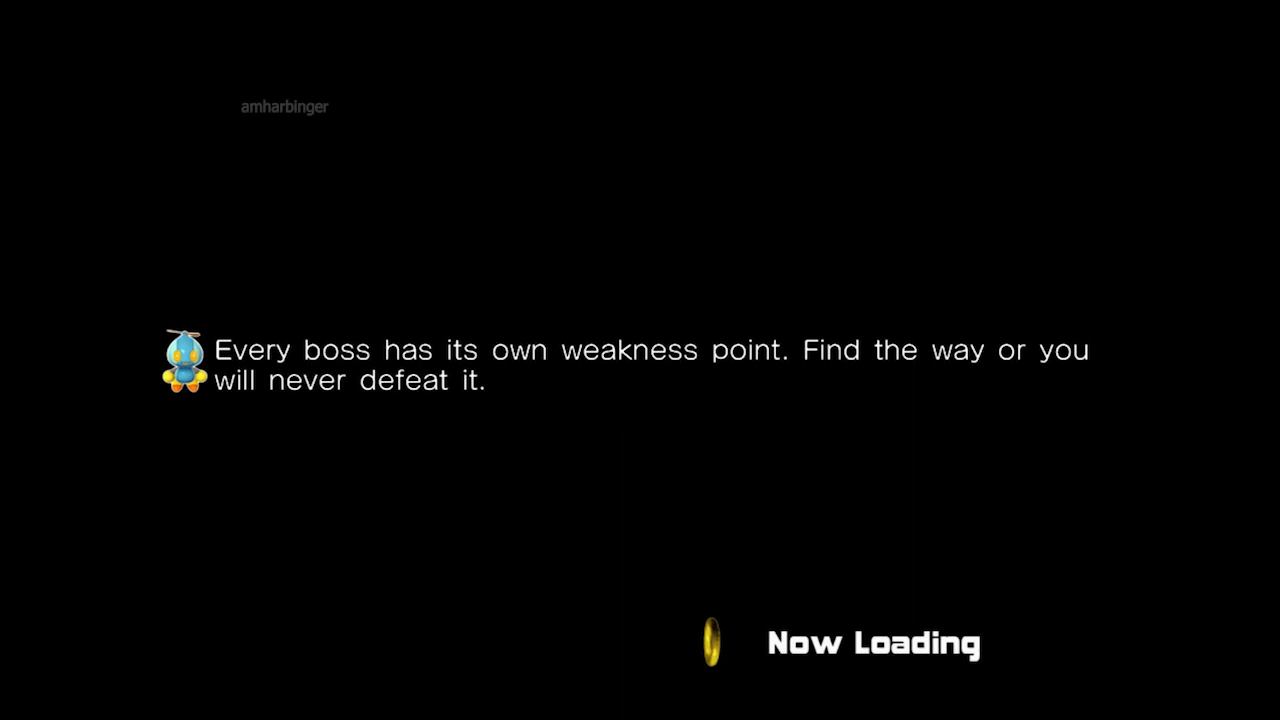 amharbinger
Every boss has its own weakness point. Find the way or you
will never defeat it.
Now Loading